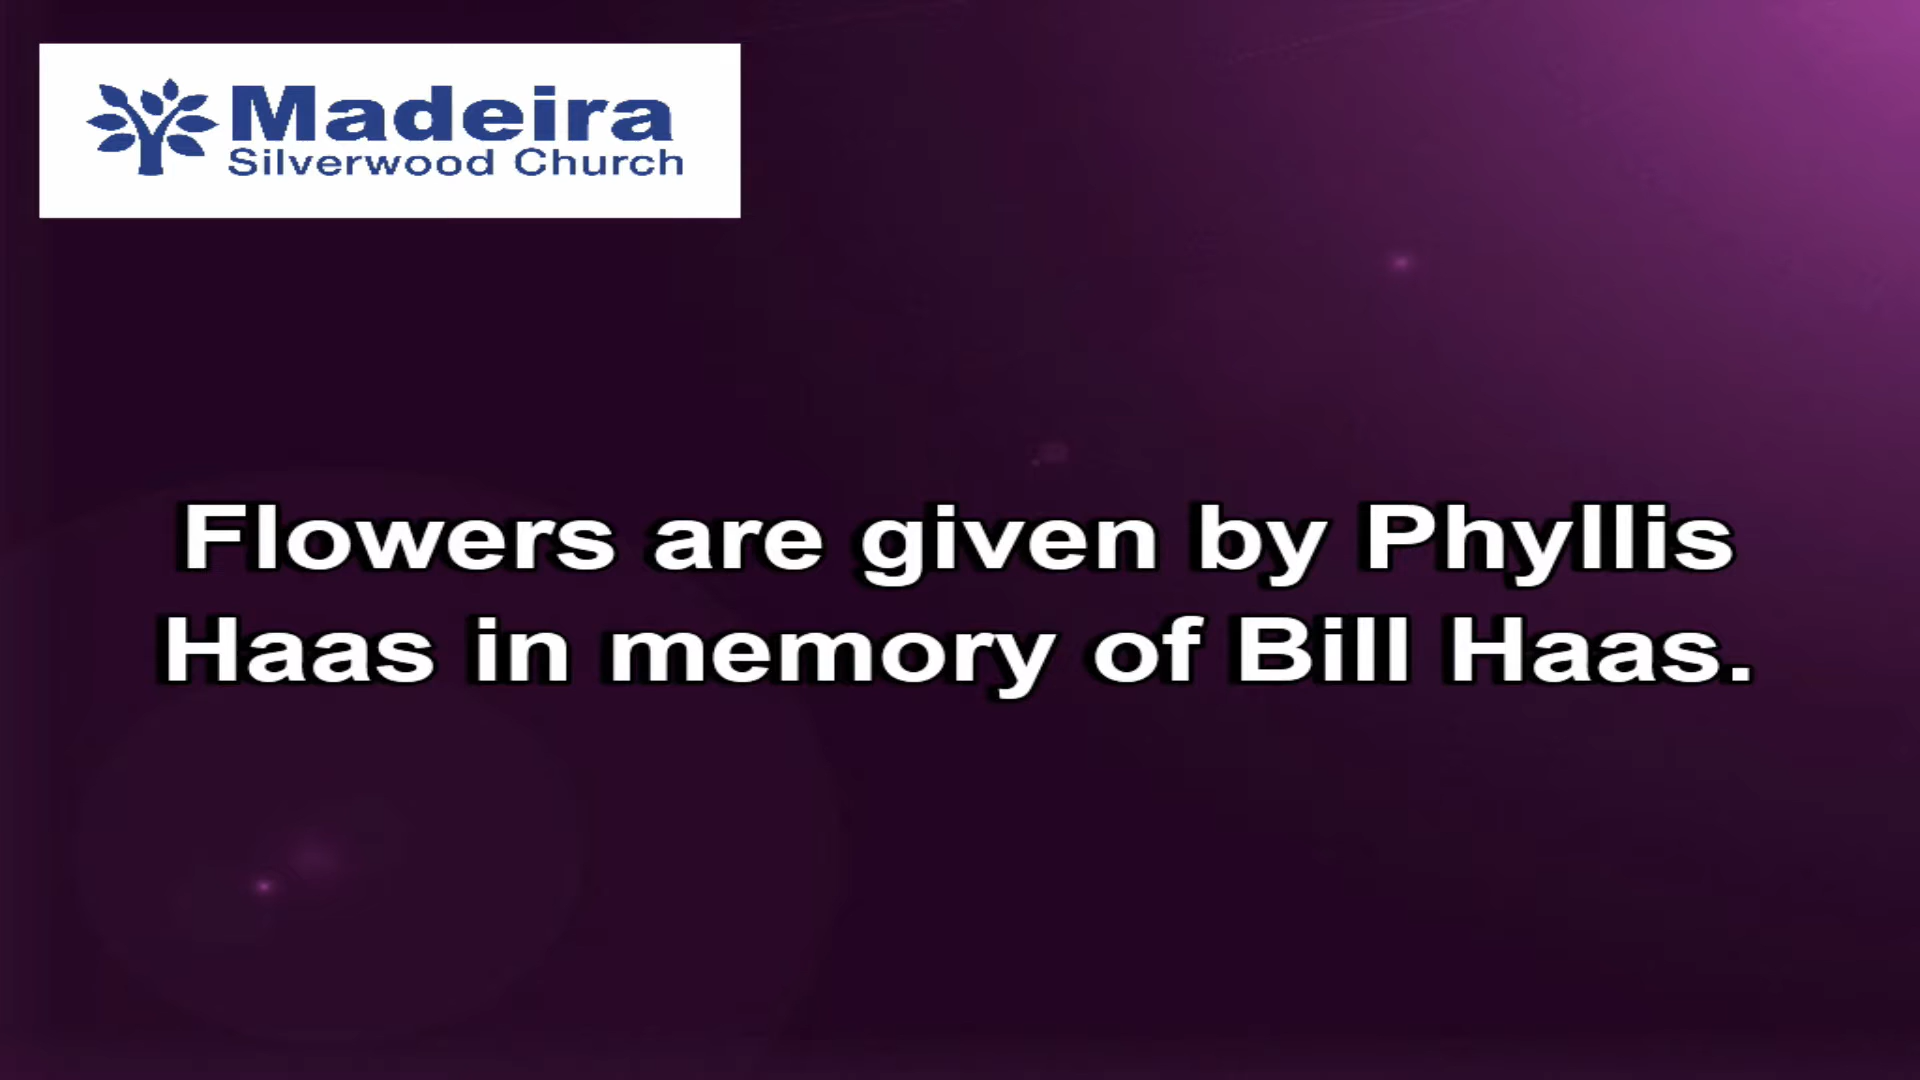 Madeira
Silverwood Church
Flowers are given by Phyllis
Haas in memory of Bill Haas.